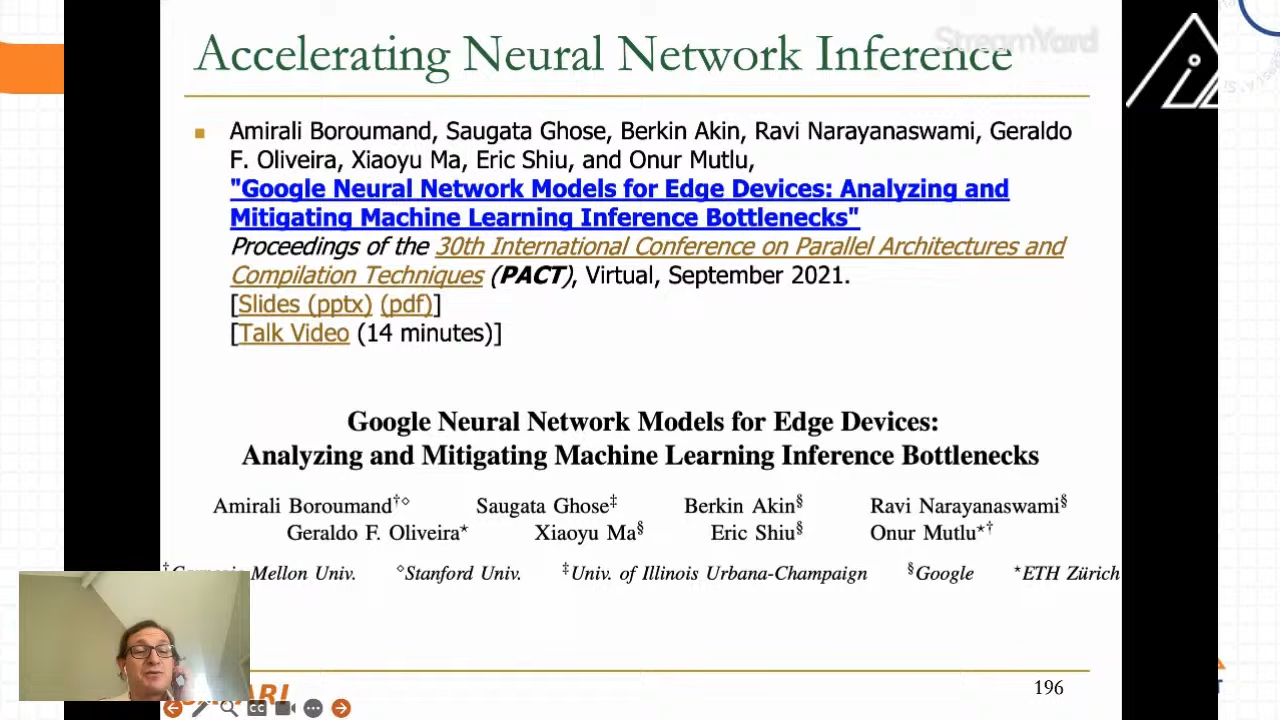 Accelerating Neural Network Inference
StreamYard
Amirali Boroumand, Saugata Ghose, Berkin Akin, Ravi Narayanaswami, Geraldo
F. Oliveira, Xiaoyu Ma, Eric Shiu, and Onur Mutlu,
"Google Neural Network Models for Edge Devices: Analyzing and
Mitigating Machine Learning Inference Bottlenecks"
Proceedings of the 30th International Conference on Parallel Architectures and
Compilation Techniques (PACT), Virtual, September 2021.
[Slides (pptx) (pdf)]
[Talk Video (14 minutes)]
Google Neural Network Models for Edge Devices:
Analyzing and Mitigating Machine Learning Inference Bottlenecks
Amirali Boroumand†⋄ Saugata Ghose‡ Berkin Akin§ Ravi Narayanaswami§
Geraldo F. Oliveira⋆ Xiaoyu Ma§ Eric Shiu§ Onur Mutlu⋆†
Mellon Univ. ⋄Stanford Univ. ‡Univ. of Illinois Urbana-Champaign §Google ⋆ETH Zürich
196
CC